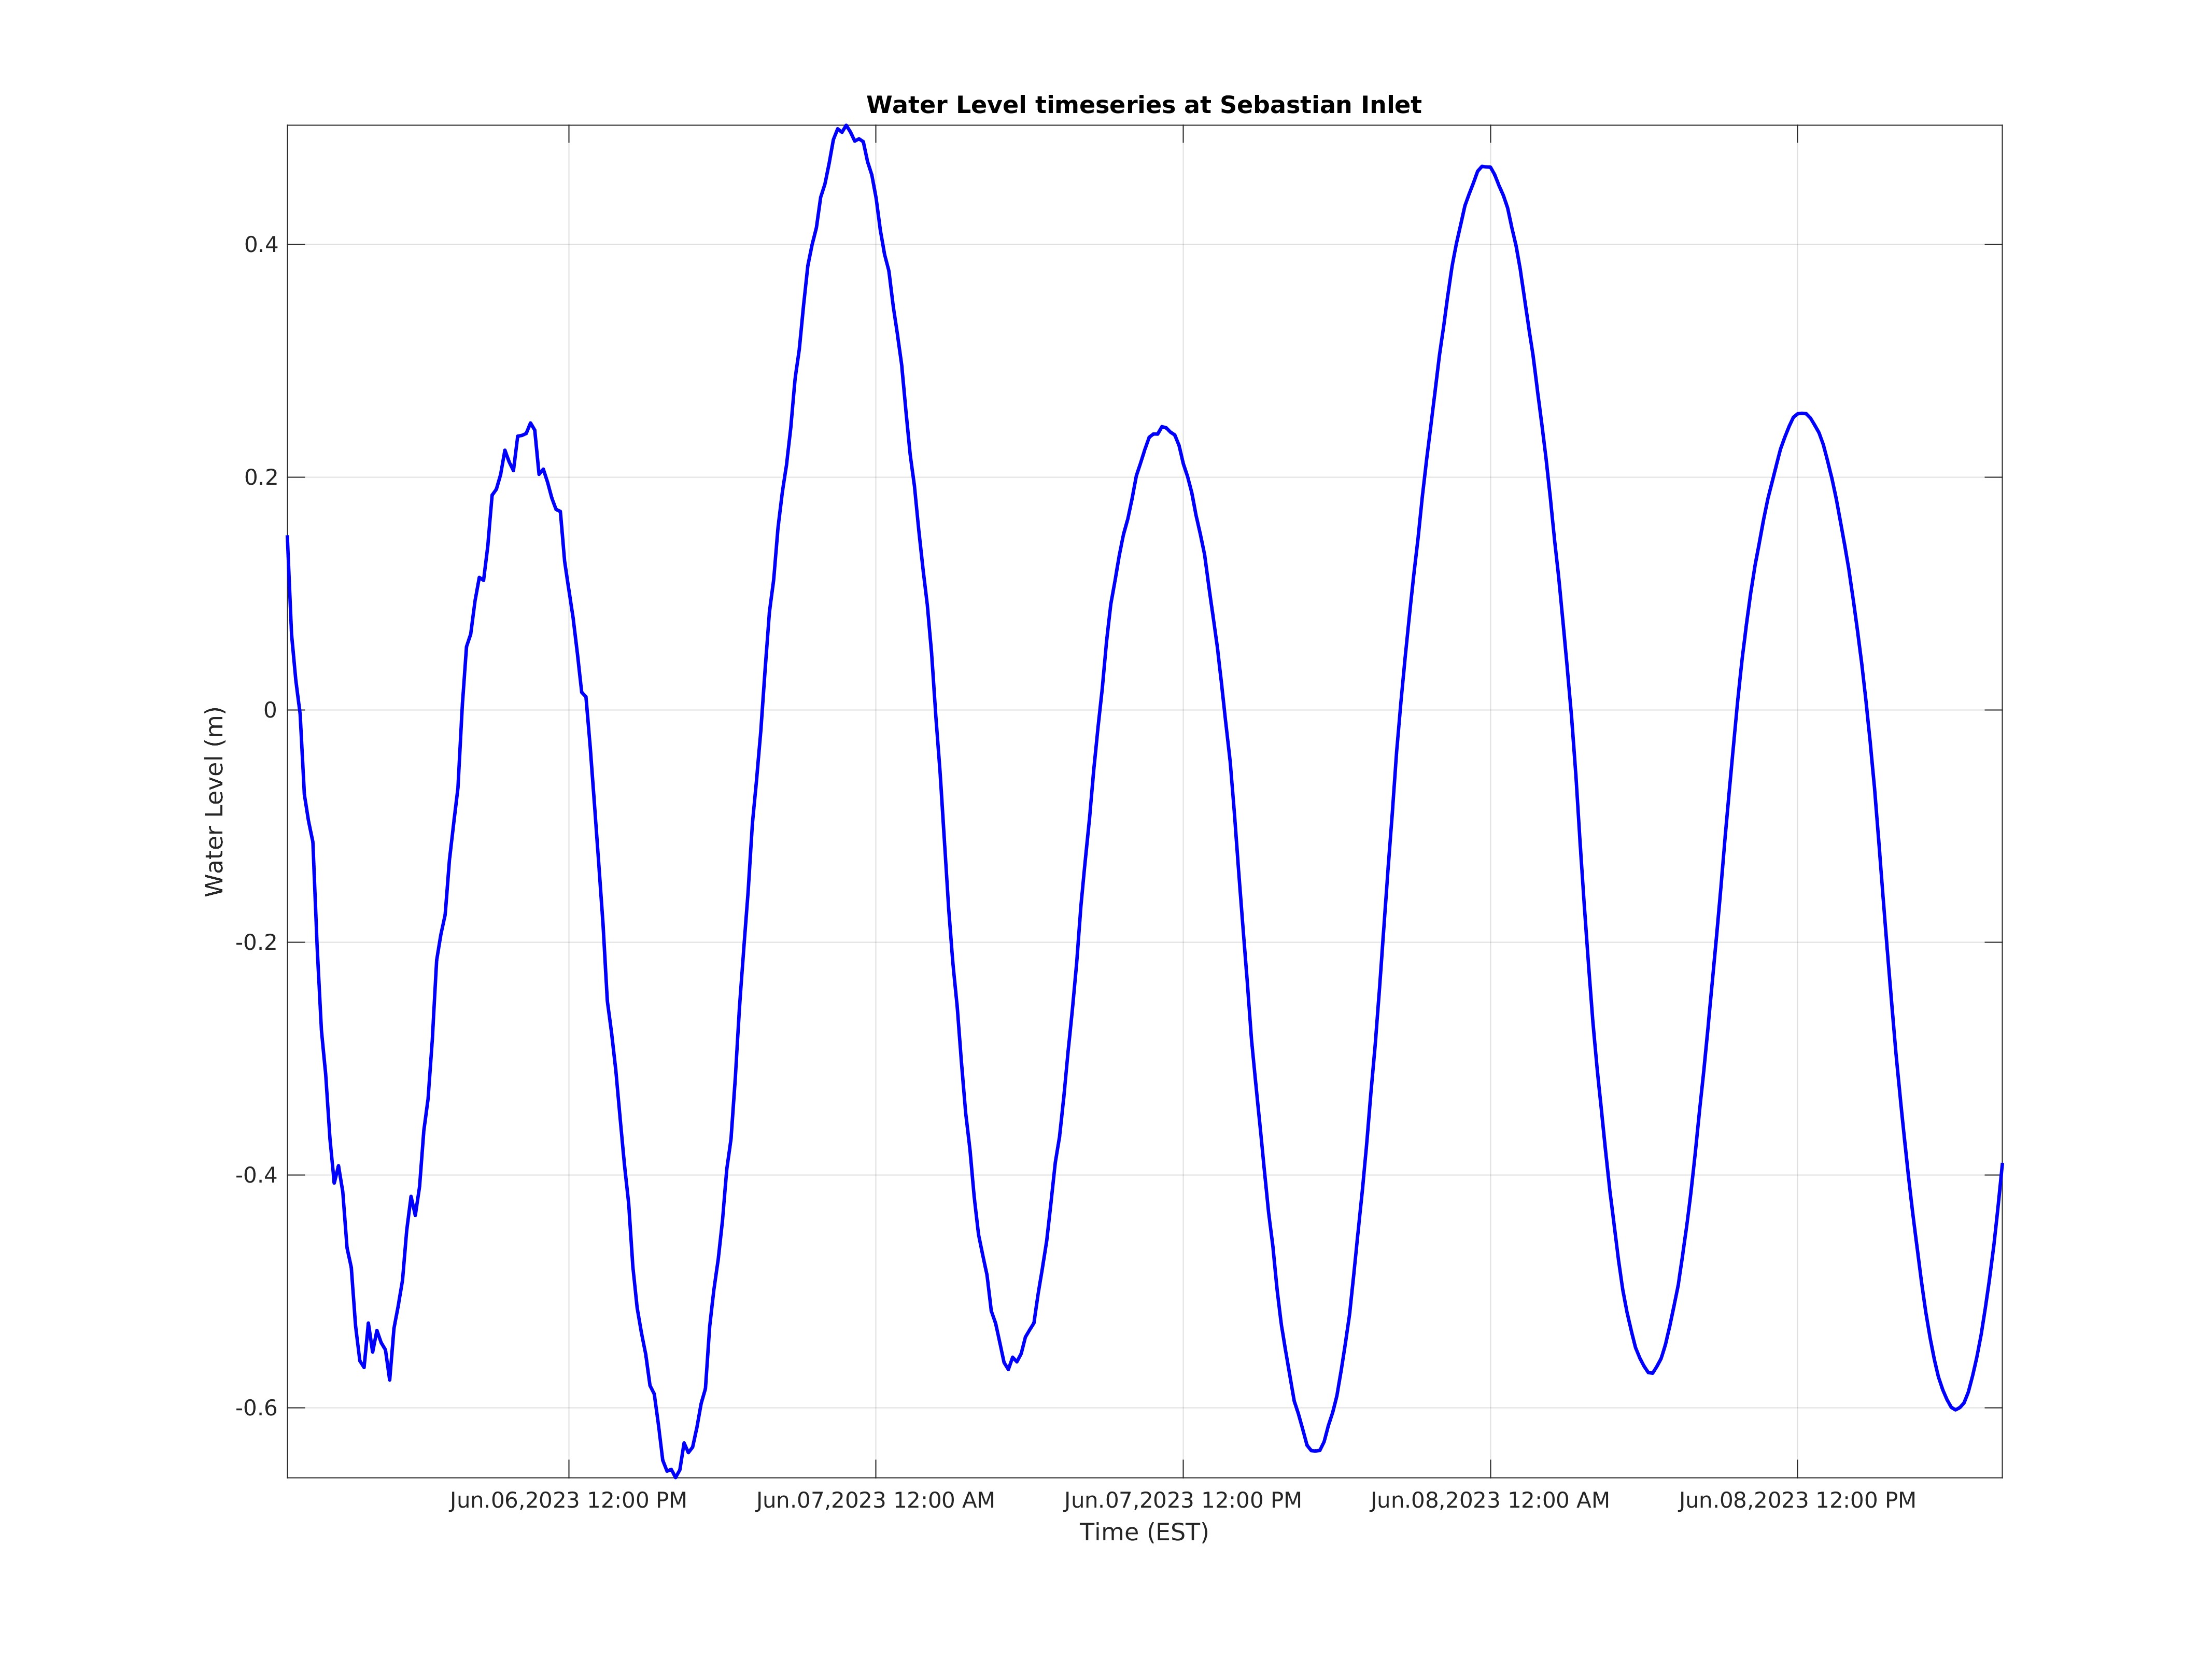 Water Level timeseries at Sebastian Inlet
Water Level (m)
0.4
0.2
0
-0.2
-0.4
-0.6
Jun.06,2023 12:00 PM
Jun.07,2023 12:00 AM
Jun.07,2023 12:00 PM
Jun.08,2023 12:00 AM
Jun.08,2023 12:00 PM
Time (EST)